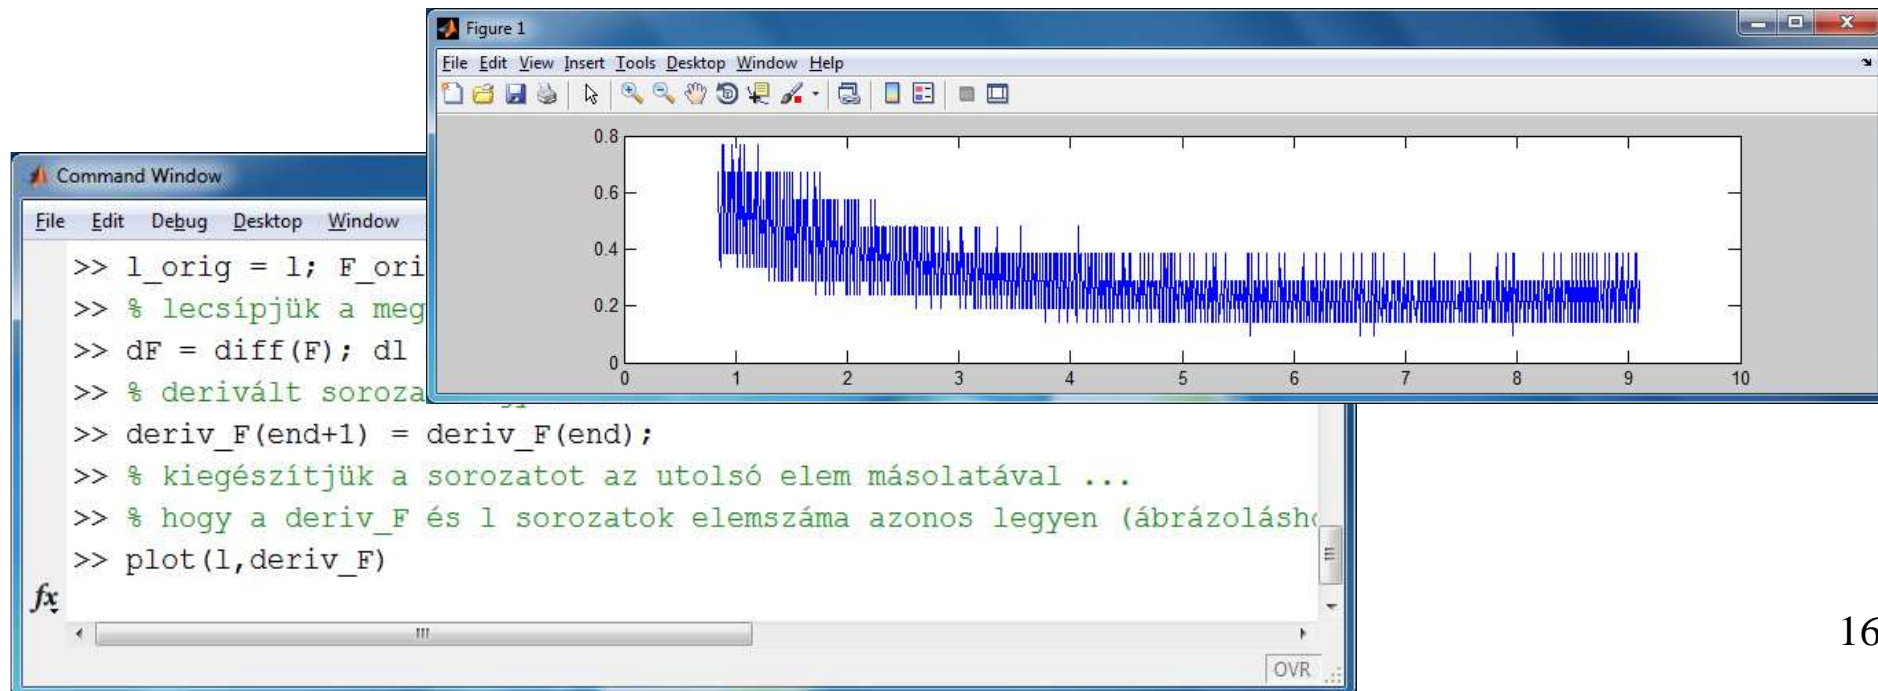 Figure 1
File Edit View Insert Tools Desktop Window Help
0.8
0.6
0.4
0.2
0
0 1 2 3 4 5 6 7 8 9 10
Command Window
File Edit Debug Desktop Window
>> l_orig = l; F_ori
>> % lecsípjük a meg
>> dF = diff(F); dl
>> % derivált soroza
>> deriv_F(end+1) = deriv_F(end);
>> % kiegészítjük a sorozatot az utolsó elem másolatával ...
>> % hogy a deriv_F és l sorozatok elemszáma azonos legyen (ábrázolásho
>> plot(l,deriv_F)
fx
OVR
16